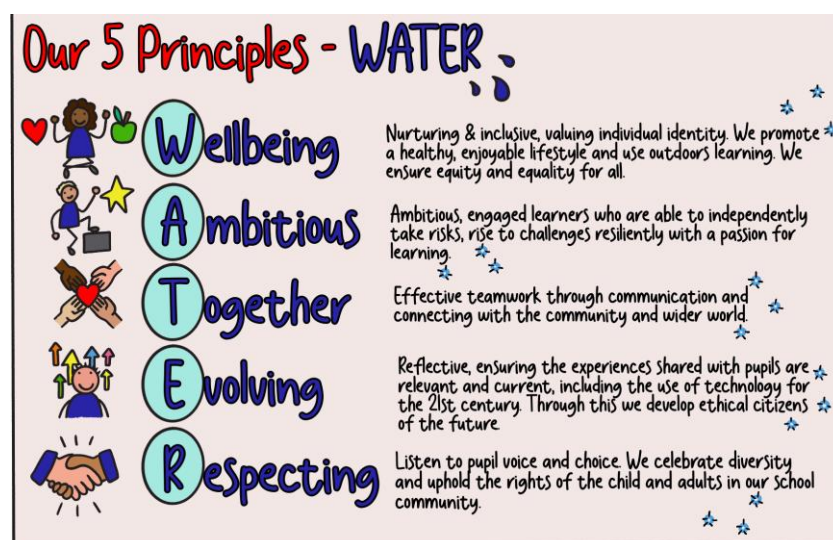 Our 5 Principles - WATER
Wellbeing
Nurturing & inclusive, valuing individual identity. We promote
a healthy, enjoyable lifestyle and use outdoors learning. We
ensure equity and equality for all.
Ambitious
Ambitious, engaged learners who are able to independently
take risks, rise to challenges resiliently with a passion for
learning.
Together
Effective teamwork through communication and
connecting with the community and wider world.
Evolving
Reflective, ensuring the experiences shared with pupils are
relevant and current, including the use of technology for
the 21st century. Through this we develop ethical citizens
of the future
Respecting
Listen to pupil voice and choice. We celebrate diversity
and uphold the rights of the child and adults in our school
community.